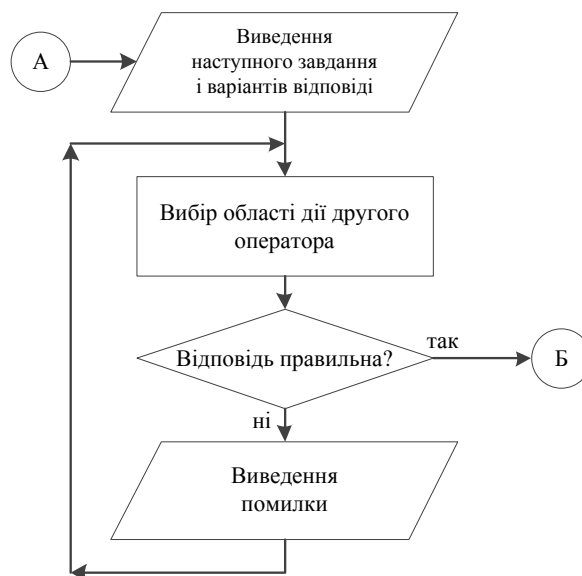 А
Виведення
наступного завдання
і варіантів відповіді
Вибір області дії другого
оператора
Відповідь правильна?
так
Б
ні
Виведення
помилки